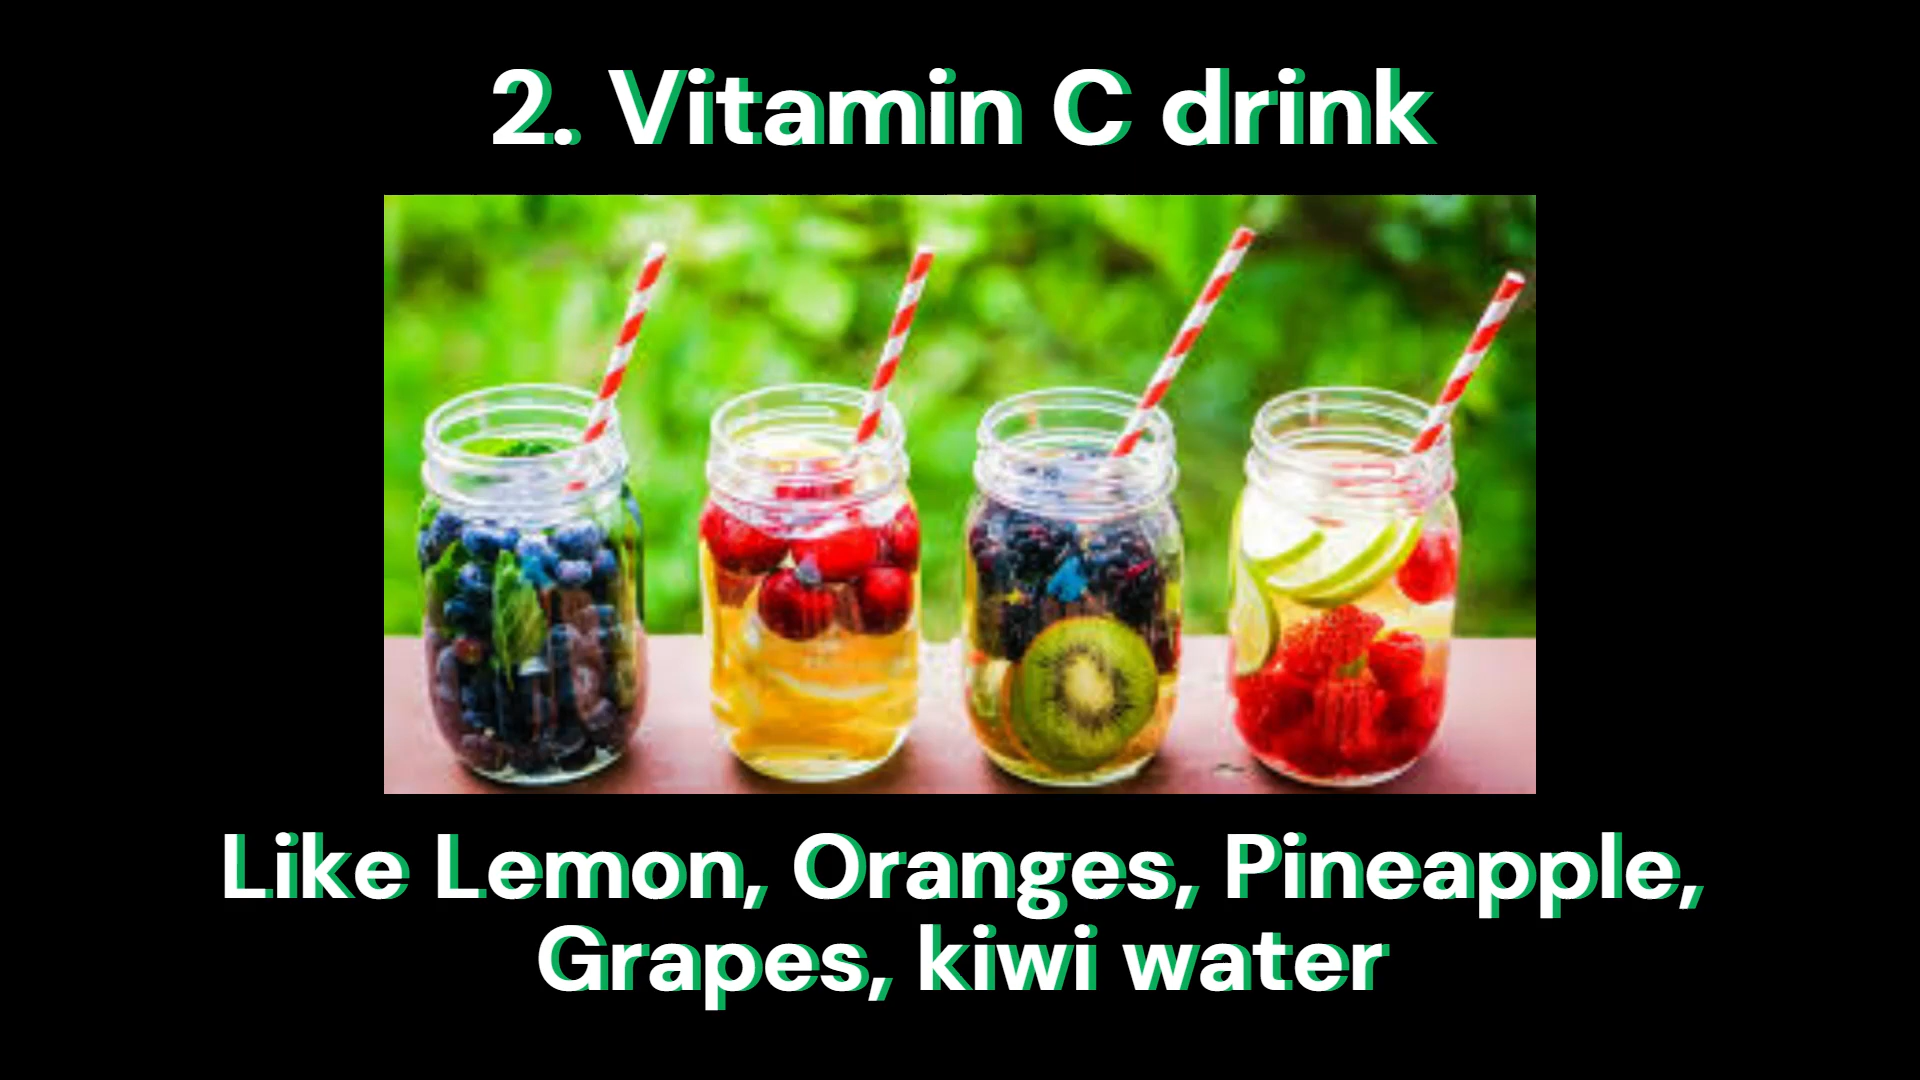 2. Vitamin C drink
Like Lemon, Oranges, Pineapple,
Grapes, kiwi water